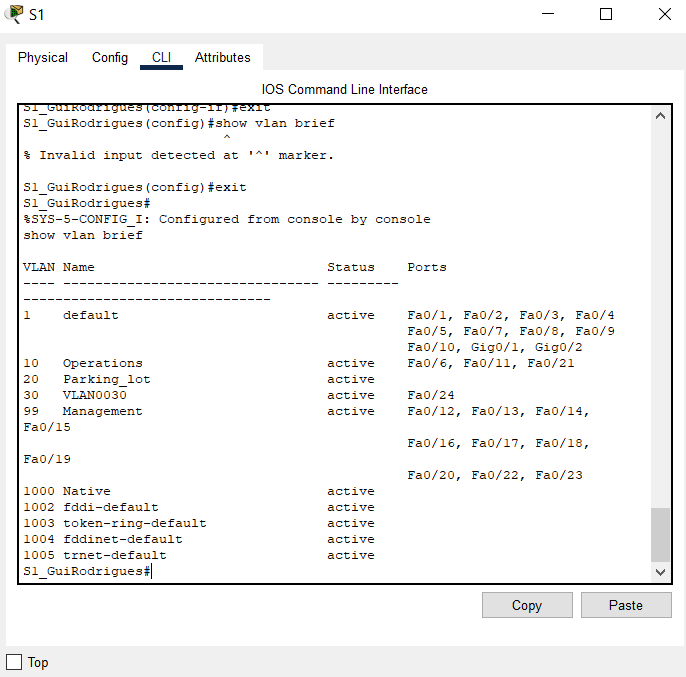 S1
Physical Config CLI Attributes
IOS Command Line Interface
S1_GuiRodrigues(config-if)#exit
S1_GuiRodrigues(config)#show vlan brief
^
% Invalid input detected at '^' marker.
S1_GuiRodrigues(config)#exit
S1_GuiRodrigues#
%SYS-5-CONFIG_I: Configured from console by console
show vlan brief
VLAN Name Status Ports
---- -------------------------------- ---------
-------------------------------
1 default active Fa0/1, Fa0/2, Fa0/3, Fa0/4
Fa0/5, Fa0/7, Fa0/8, Fa0/9
Fa0/10, Gig0/1, Gig0/2
10 Operations active Fa0/6, Fa0/11, Fa0/21
20 Parking_lot active
30 VLAN0030 active Fa0/24
99 Management active Fa0/12, Fa0/13, Fa0/14,
Fa0/15
Fa0/16, Fa0/17, Fa0/18,
Fa0/19
Fa0/20, Fa0/22, Fa0/23
1000 Native active
1002 fddi-default active
1003 token-ring-default active
1004 fddinet-default active
1005 trnet-default active
S1_GuiRodrigues#
Copy Paste
Top